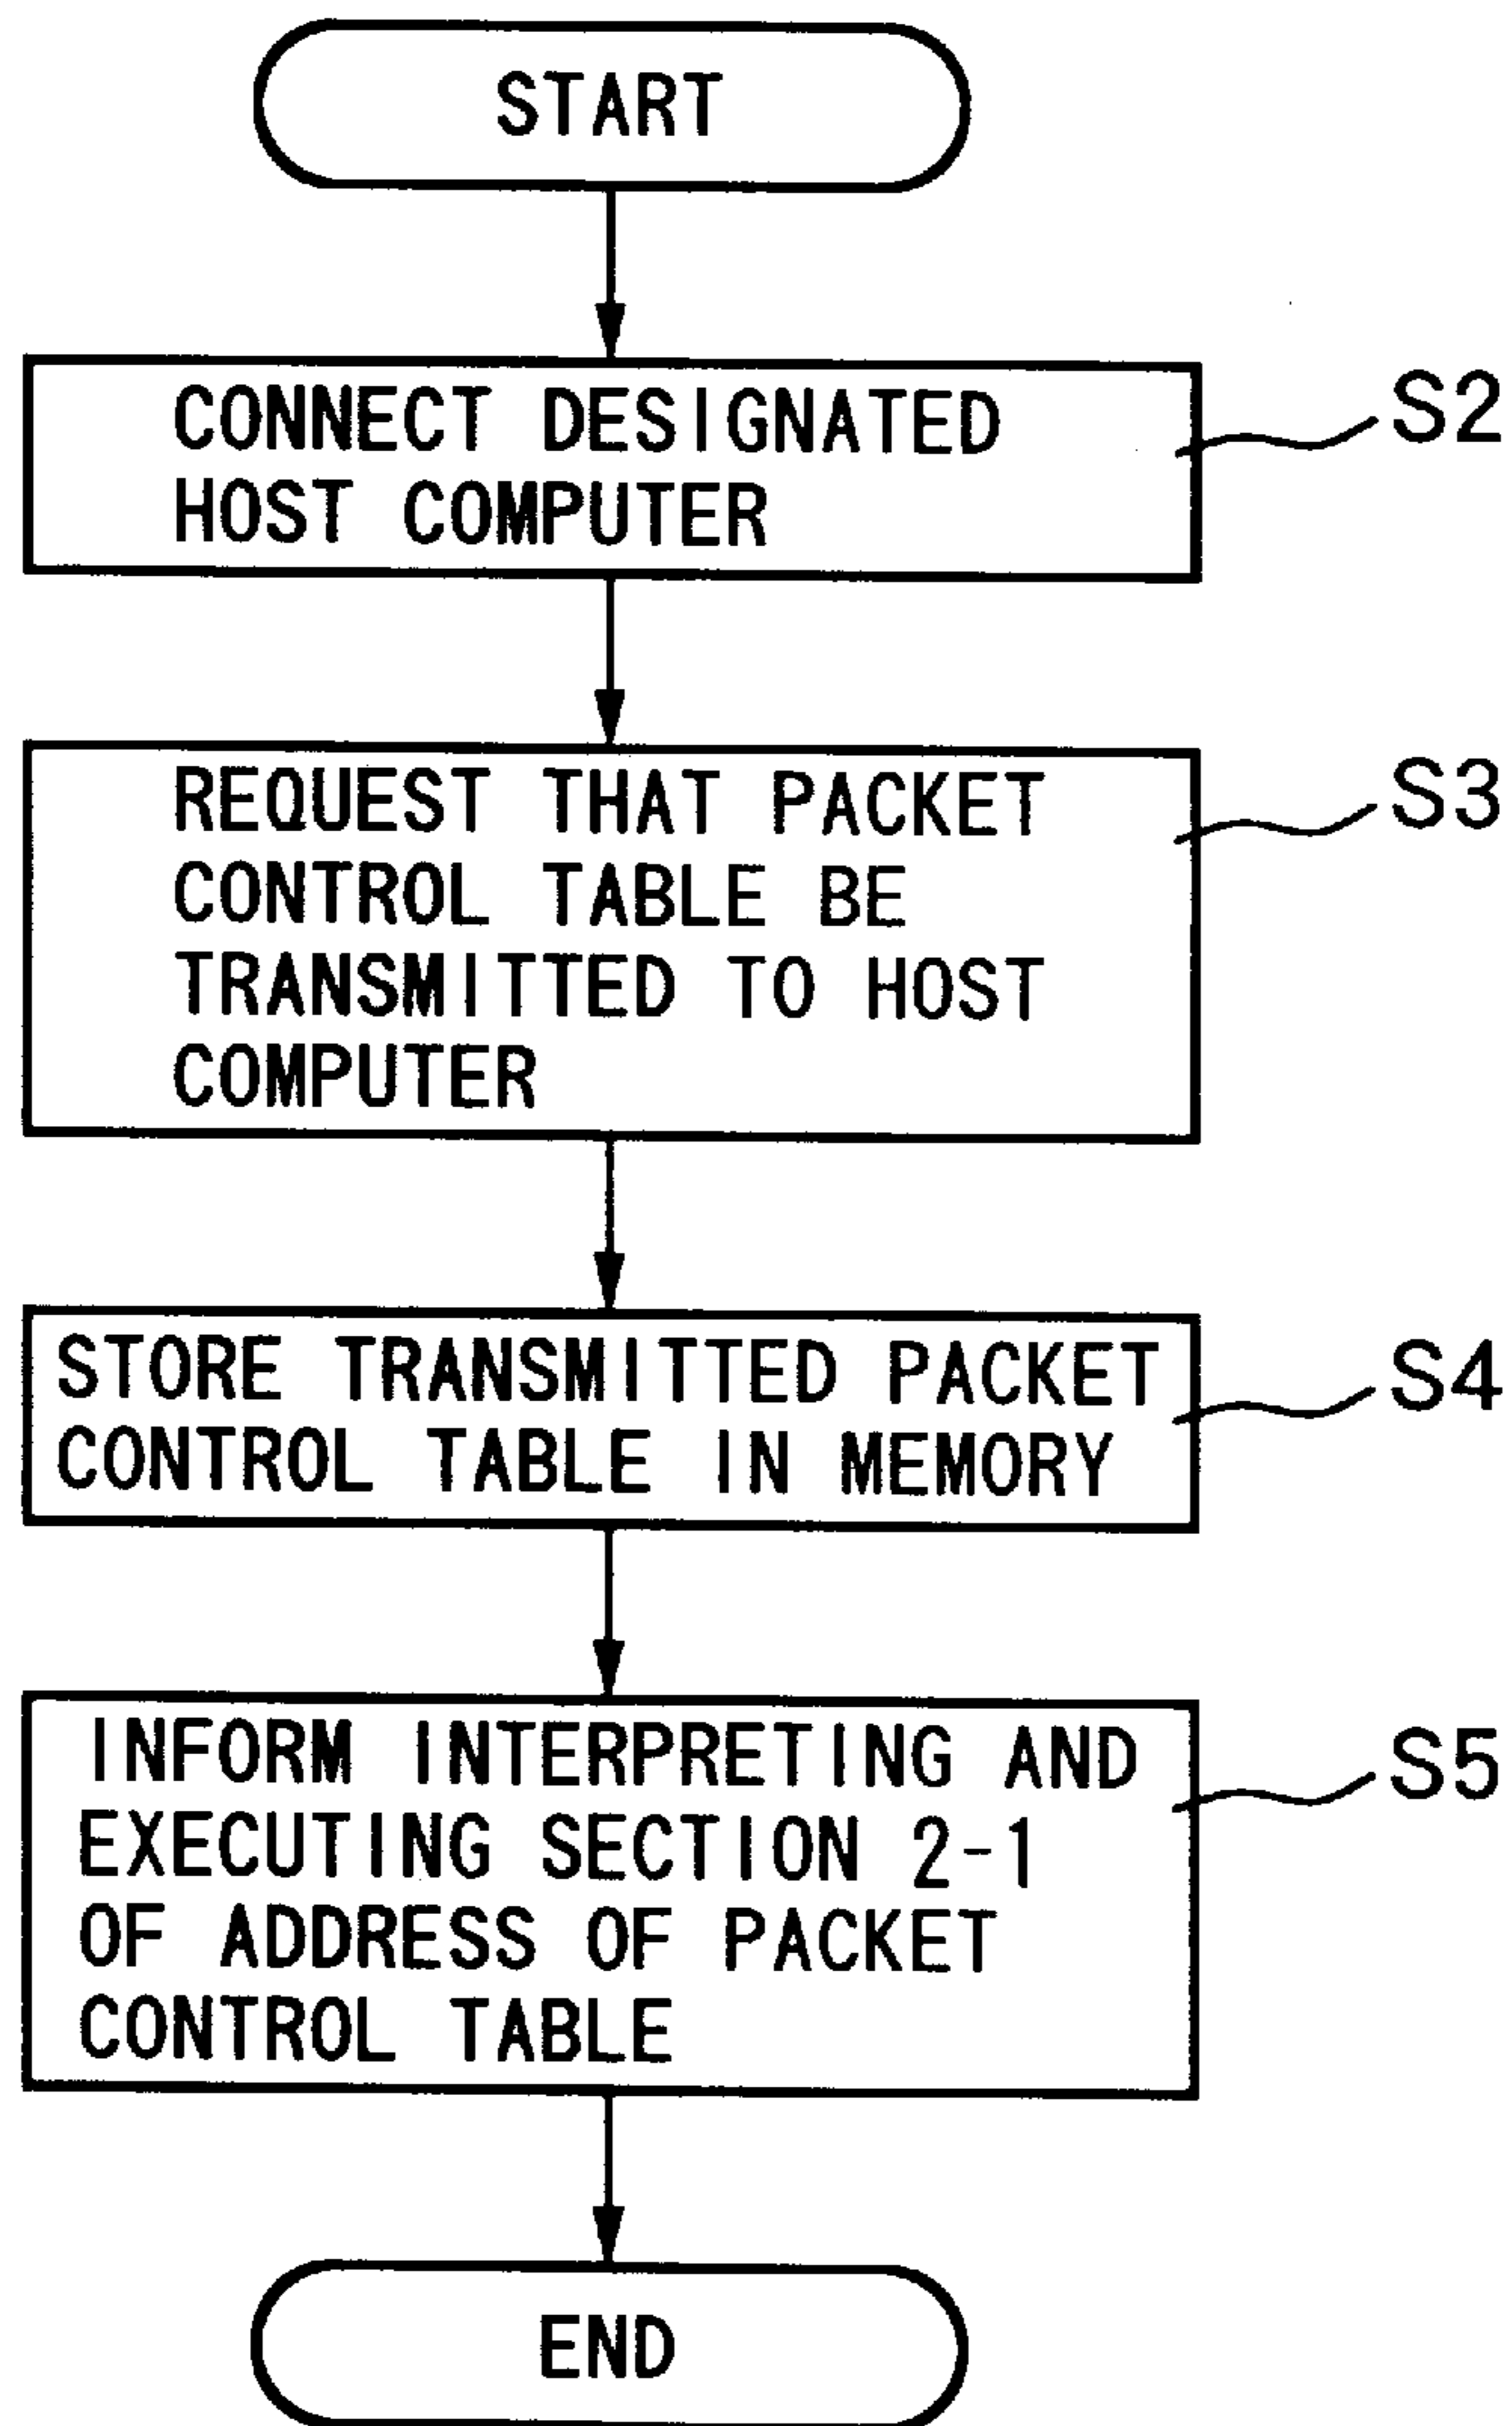 START
CONNECT DESIGNATED
HOST COMPUTER
S2
REQUEST THAT PACKET
CONTROL TABLE BE
TRANSMITTED TO HOST
COMPUTER
S3
STORE TRANSMITTED PACKET
CONTROL TABLE IN MEMORY
S4
INFORM INTERPRETING AND
EXECUTING SECTION 2-1
OF ADDRESS OF PACKET
CONTROL TABLE
S5
END